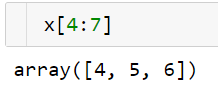 x[4:7]
array([4, 5, 6])